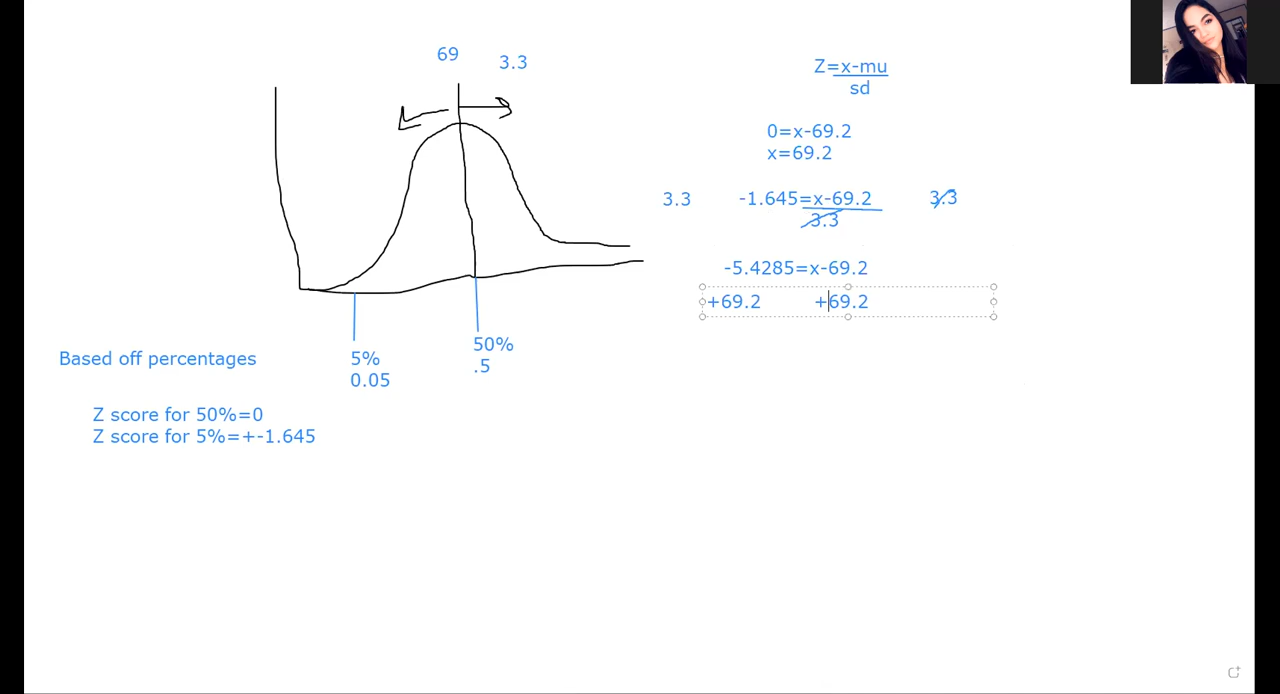 69
3.3
Z=x-mu
sd
0=x-69.2
x=69.2
3.3 -1.645=x-69.2 3.3
3.3
-5.4285=x-69.2
+69.2 +69.2
Based off percentages
5%
0.05
50%
.5
Z score for 50%=0
Z score for 5%=+-1.645